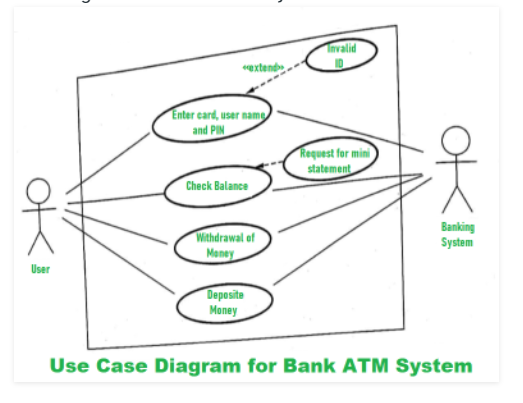 Invalid
ID
«extend»
Enter card, user name
and PIN
Request for mini
statement
Check Balance
Banking
System
Withdrawal of
Money
User
Deposite
Money
Use Case Diagram for Bank ATM System